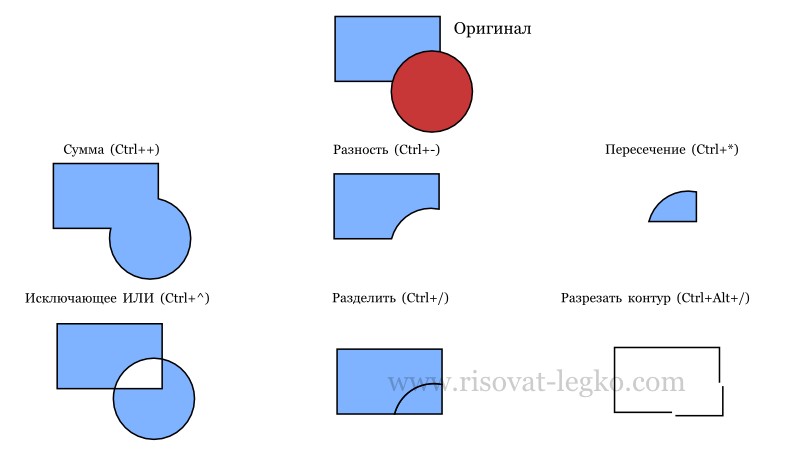 Оригинал
Сумма (Ctrl++)
Разность (Ctrl+-)
Пересечение (Ctrl+*)
Исключающее ИЛИ (Ctrl+^)
Разделить (Ctrl+/)
Разрезать контур (Ctrl+Alt+/)
www.risovat-legko.com